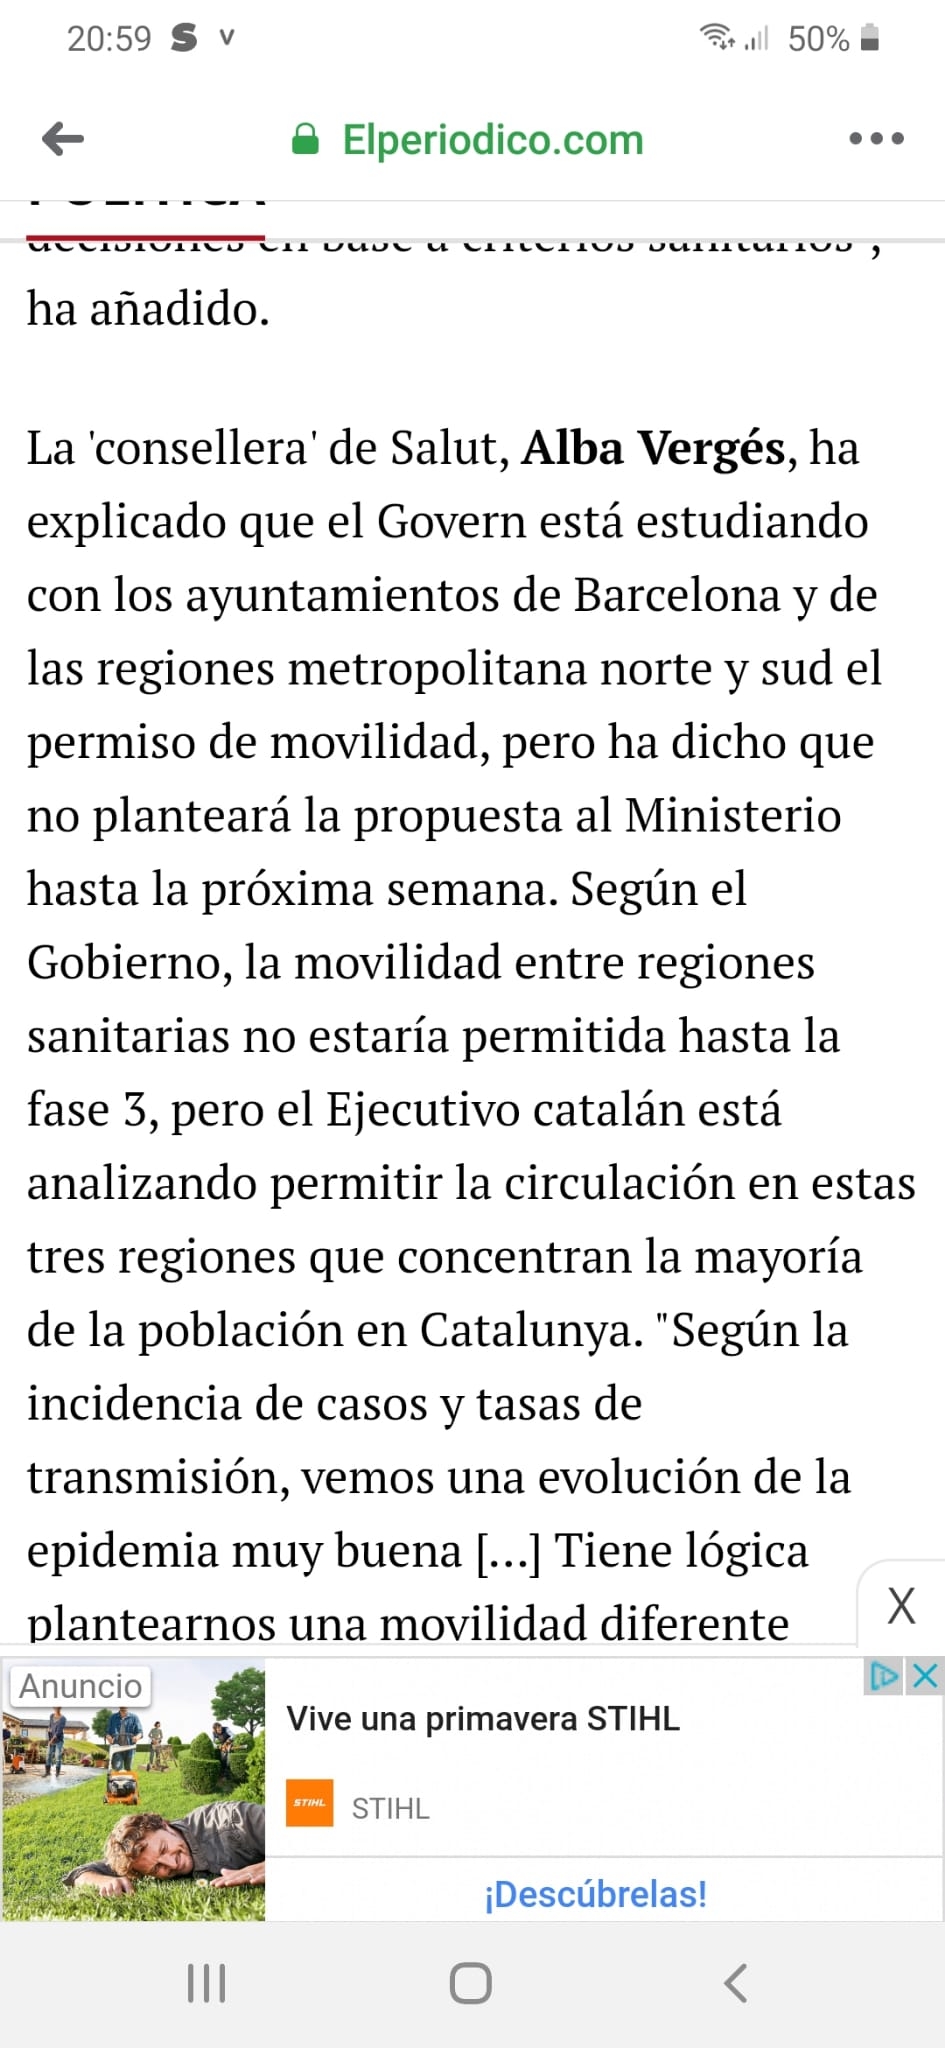 20:59 S v 50%
Elperiodico.com
POLÍTICA
decisiones en base a criterios sanitarios",
ha añadido.
La 'consellera' de Salut, Alba Vergés, ha
explicado que el Govern está estudiando
con los ayuntamientos de Barcelona y de
las regiones metropolitana norte y sud el
permiso de movilidad, pero ha dicho que
no planteará la propuesta al Ministerio
hasta la próxima semana. Según el
Gobierno, la movilidad entre regiones
sanitarias no estaría permitida hasta la
fase 3, pero el Ejecutivo catalán está
analizando permitir la circulación en estas
tres regiones que concentran la mayoría
de la población en Catalunya. "Según la
incidencia de casos y tasas de
transmisión, vemos una evolución de la
epidemia muy buena [...] Tiene lógica
plantearnos una movilidad diferente
X
Anuncio
Vive una primavera STIHL
STIHL STIHL
¡Descúbrelas!